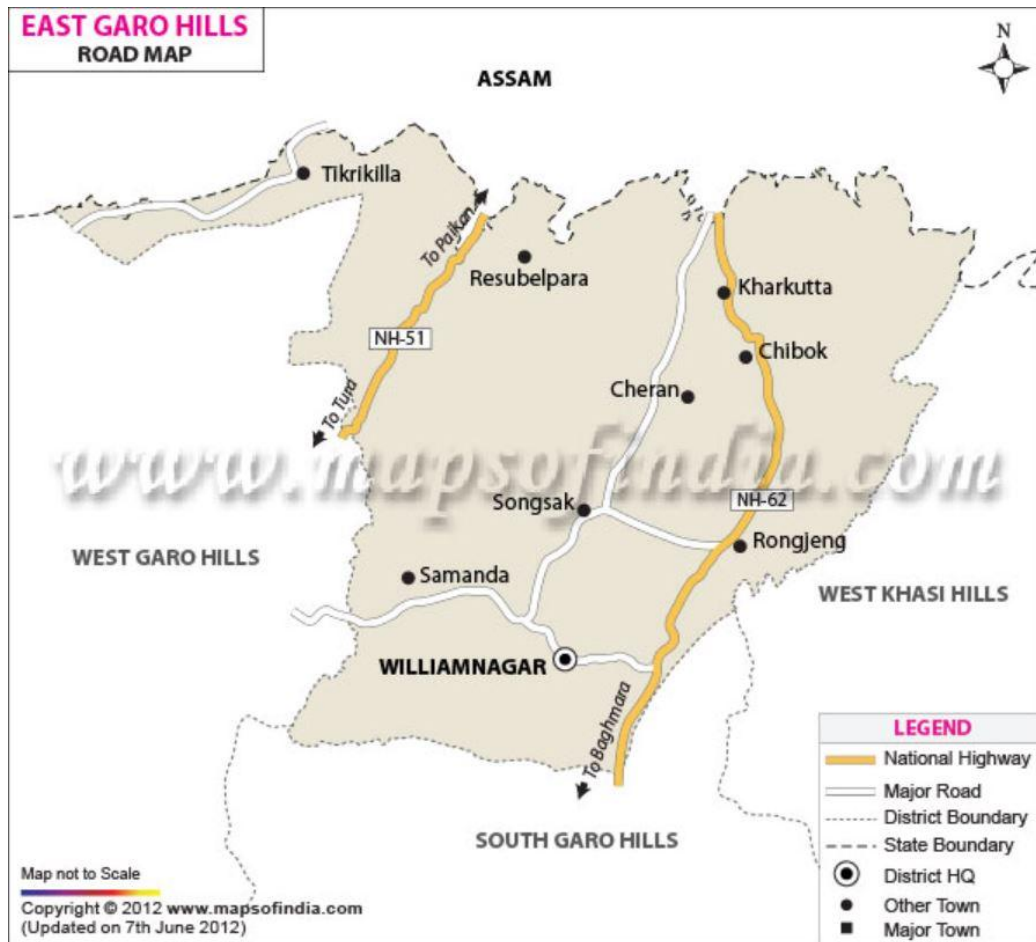 EAST GARO HILLS
ROAD MAP
N
ASSAM
Tikrikilla
To Paikan
Resubelpara
Kharkutta
NH-51
Chibok
Cheran
To Tura
www.mapsofindia.com
NH-62
Songsak
Rongjeng
WEST GARO HILLS
Samanda
WEST KHASI HILLS
WILLIAMNAGAR
To Baghmara
SOUTH GARO HILLS
LEGEND
National Highway
Major Road
District Boundary
State Boundary
District HQ
Other Town
Major Town
Map not to Scale
Copyright © 2012 www.mapsofindia.com
(Updated on 7th June 2012)